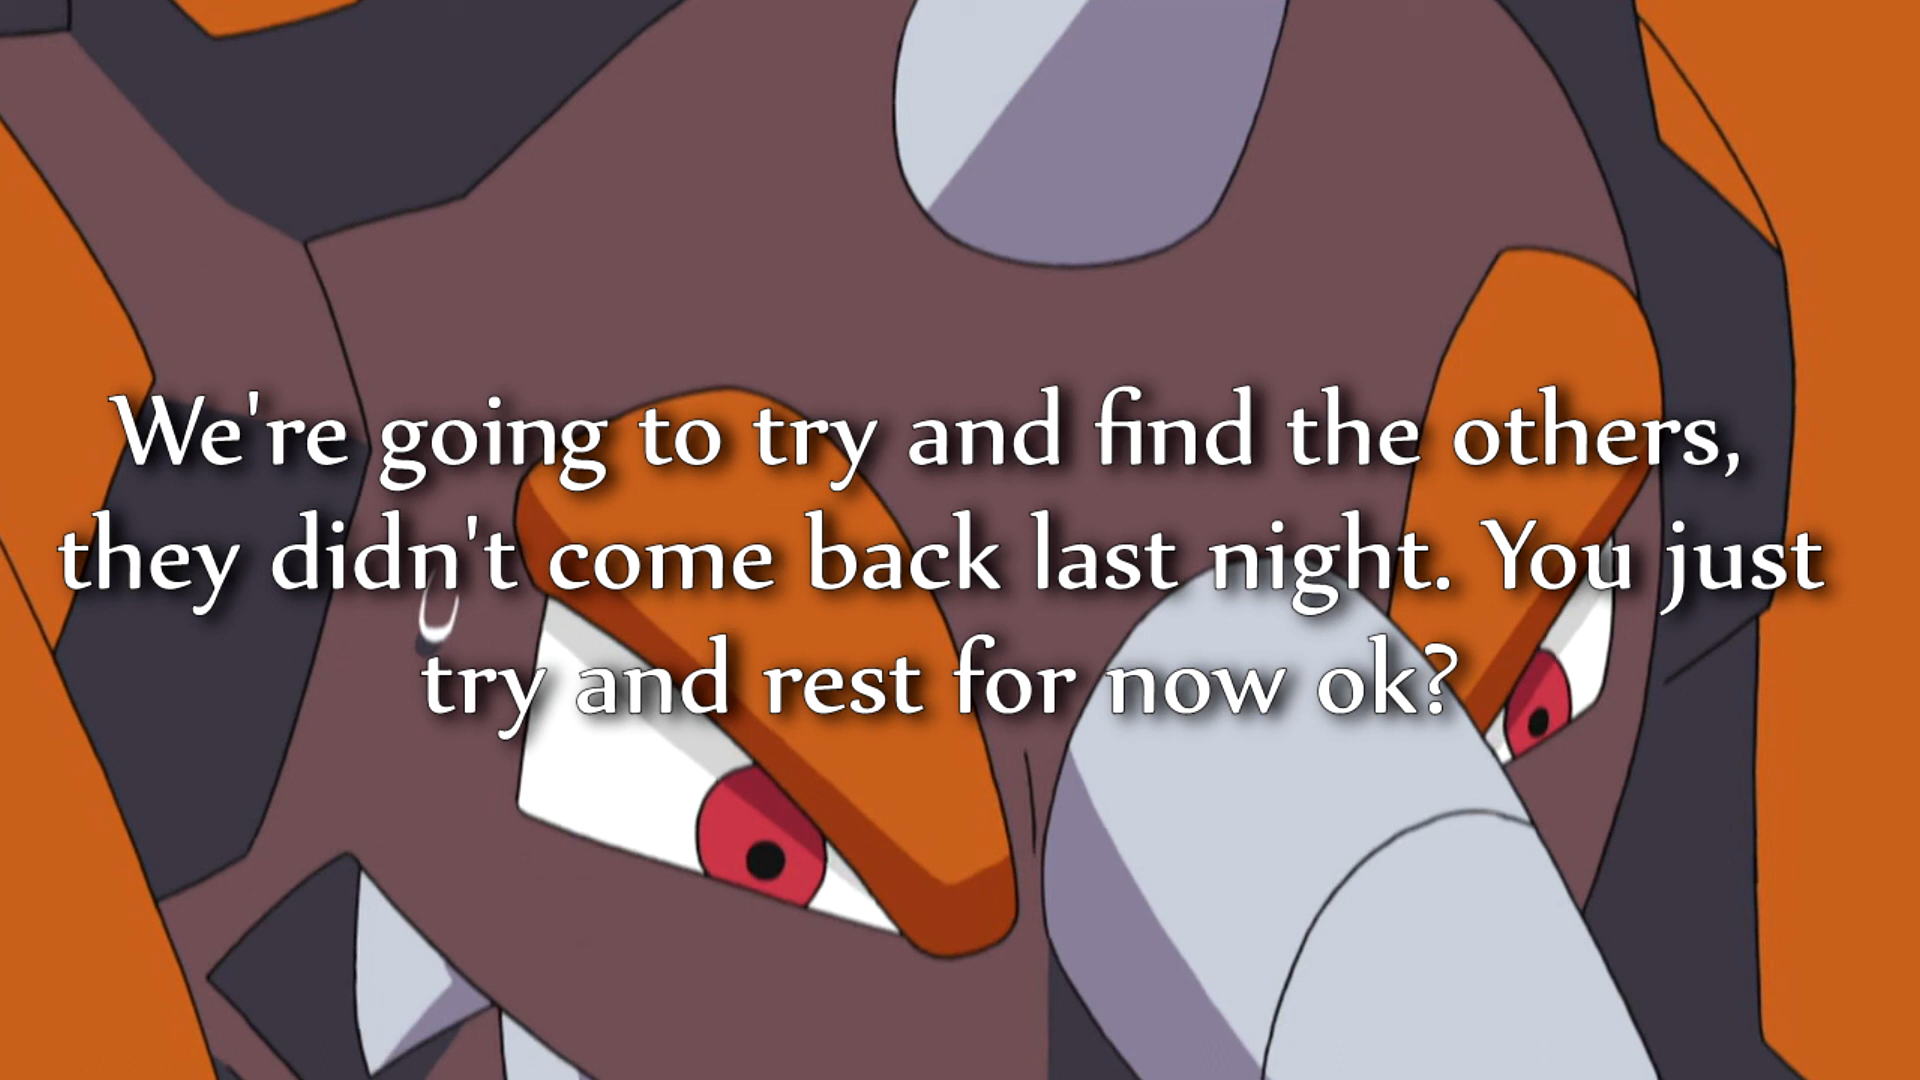 We're going to try and find the others,
they didn't come back last night. You just
try and rest for now ok?